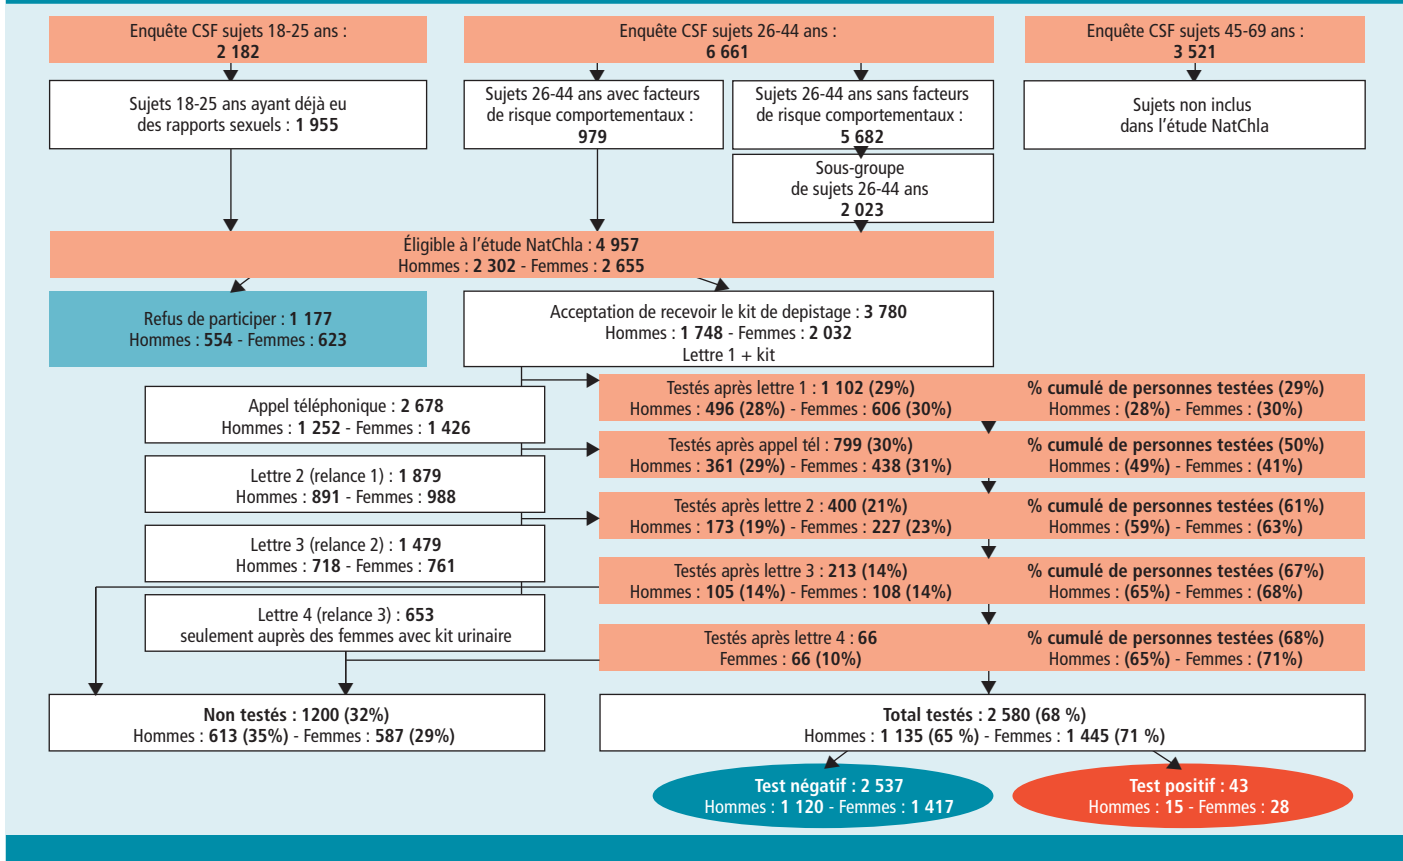 Enquête CSF sujets 18-25 ans :
2 182
Enquête CSF sujets 26-44 ans :
6 661
Enquête CSF sujets 45-69 ans :
3 521
Sujets 18-25 ans ayant déjà eu
des rapports sexuels : 1 955
Sujets 26-44 ans avec facteurs
de risque comportementaux :
979
Sujets 26-44 ans sans facteurs
de risque comportementaux :
5 682
Sujets non inclus
dans l'étude NatChla
Sous-groupe
de sujets 26-44 ans
2 023
Éligible à l'étude NatChla : 4 957
Hommes : 2 302 - Femmes : 2 655
Refus de participer : 1 177
Hommes : 554 - Femmes : 623
Acceptation de recevoir le kit de depistage : 3 780
Hommes : 1 748 - Femmes : 2 032
Lettre 1 + kit
Testés après lettre 1 : 1 102 (29%)
Hommes : 496 (28%) - Femmes : 606 (30%)
% cumulé de personnes testées (29%)
Hommes : (28%) - Femmes : (30%)
Appel téléphonique : 2 678
Hommes : 1 252 - Femmes : 1 426
Testés après appel tél : 799 (30%)
Hommes : 361 (29%) - Femmes : 438 (31%)
% cumulé de personnes testées (50%)
Hommes : (49%) - Femmes : (41%)
Lettre 2 (relance 1) : 1 879
Hommes : 891 - Femmes : 988
Testés après lettre 2 : 400 (21%)
Hommes : 173 (19%) - Femmes : 227 (23%)
% cumulé de personnes testées (61%)
Hommes : (59%) - Femmes : (63%)
Lettre 3 (relance 2) : 1 479
Hommes : 718 - Femmes : 761
Testés après lettre 3 : 213 (14%)
Hommes : 105 (14%) - Femmes : 108 (14%)
% cumulé de personnes testées (67%)
Hommes : (65%) - Femmes : (68%)
Lettre 4 (relance 3) : 653
seulement auprès des femmes avec kit urinaire
Testés après lettre 4 : 66
Femmes : 66 (10%)
% cumulé de personnes testées (68%)
Hommes : (65%) - Femmes : (71%)
Non testés : 1200 (32%)
Hommes : 613 (35%) - Femmes : 587 (29%)
Total testés : 2 580 (68 %)
Hommes : 1 135 (65 %) - Femmes : 1 445 (71 %)
Test négatif : 2 537
Hommes : 1 120 - Femmes : 1 417
Test positif : 43
Hommes : 15 - Femmes : 28